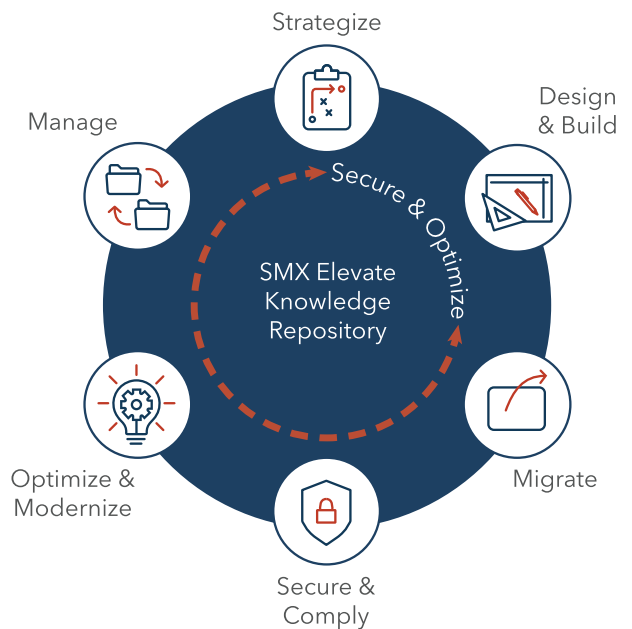 Strategize
Design
& Build
Manage
Secure & Optimize
SMX Elevate
Knowledge
Repository
Migrate
Optimize &
Modernize
Secure &
Comply